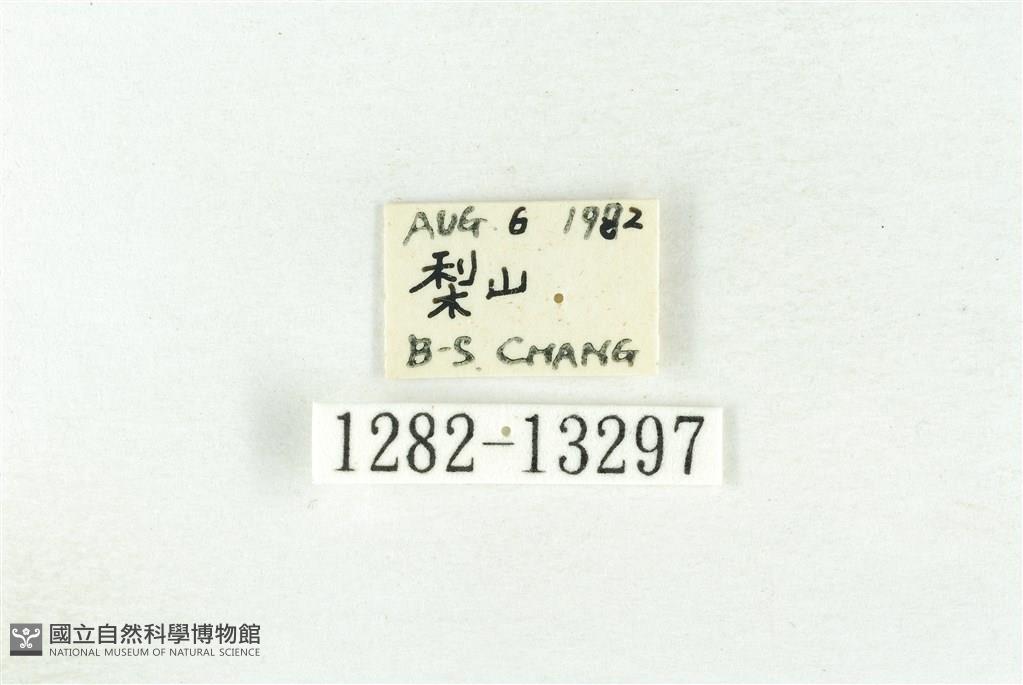 AUG. 6 1982
梨山
B-S. CHANG
1282-13297
國立自然科學博物館
NATIONAL MUSEUM OF NATURAL SCIENCE